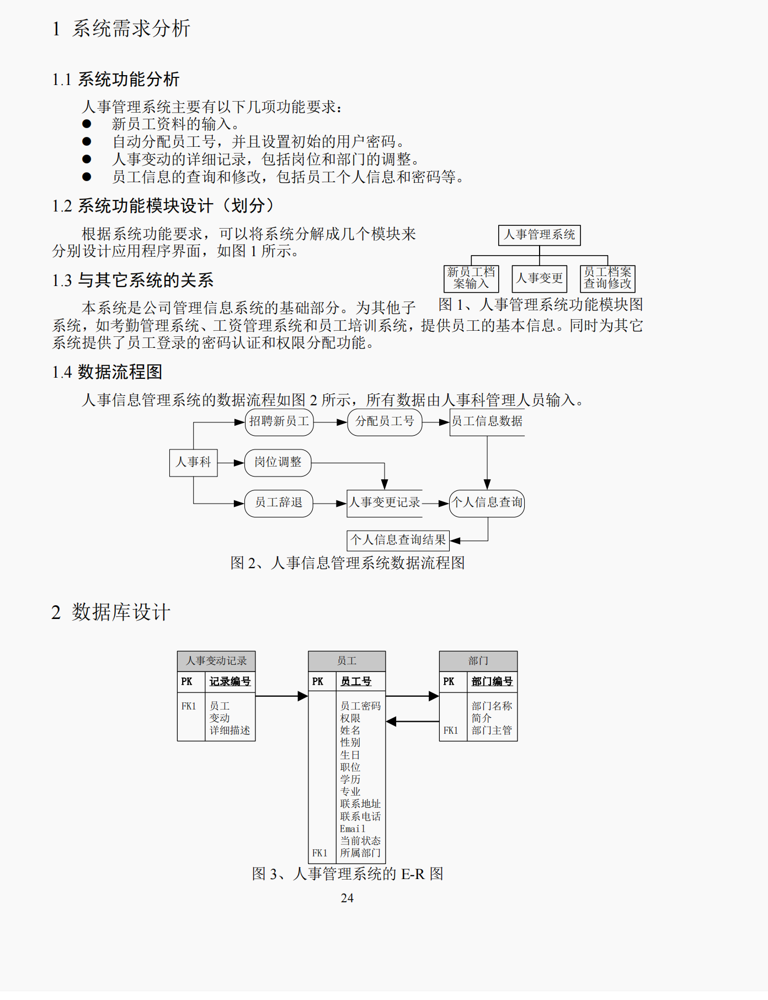 1 系统需求分析
1.1 系统功能分析
人事管理系统主要有以下几项功能要求：
● 新员工资料的输入。
● 自动分配员工号，并且设置初始的用户密码。
● 人事变动的详细记录，包括岗位和部门的调整。
● 员工信息的查询和修改，包括员工个人信息和密码等。
1.2 系统功能模块设计（划分）
根据系统功能要求，可以将系统分解成几个模块来
分别设计应用程序界面，如图 1 所示。
人事管理系统
新员工档
案输入
人事变更
员工档案
查询修改
图 1、人事管理系统功能模块图
1.3 与其它系统的关系
本系统是公司管理信息系统的基础部分。为其他子
系统，如考勤管理系统、工资管理系统和员工培训系统，提供员工的基本信息。同时为其它
系统提供了员工登录的密码认证和权限分配功能。
1.4 数据流程图
人事信息管理系统的数据流程如图 2 所示，所有数据由人事科管理人员输入。
招聘新员工
分配员工号
员工信息数据
人事科
岗位调整
员工辞退
人事变更记录
个人信息查询
个人信息查询结果
图 2、人事信息管理系统数据流程图
2 数据库设计
人事变动记录
PK 记录编号
FK1 员工
变动
详细描述
员工
PK 员工号
员工密码
权限
姓名
性别
生日
职位
学历
专业
联系地址
联系电话
Email
当前状态
FK1 所属部门
部门
PK 部门编号
部门名称
简介
FK1 部门主管
图 3、人事管理系统的 E-R 图
24